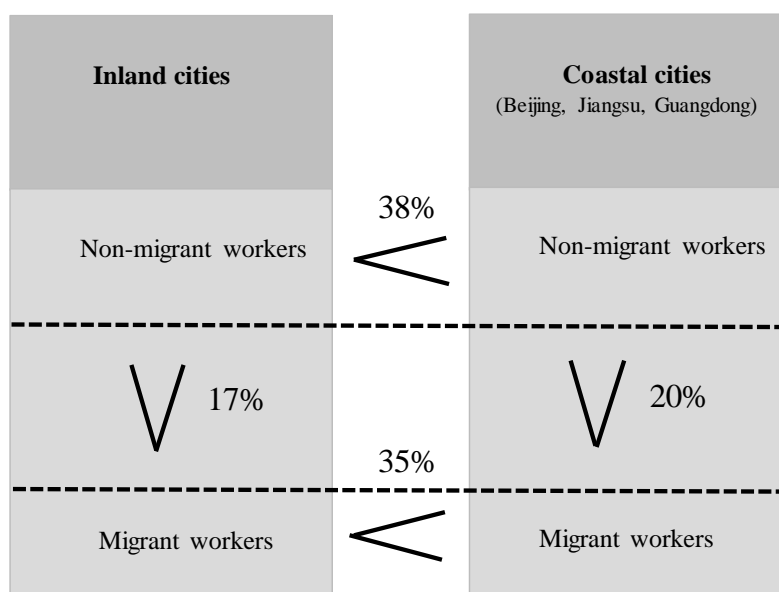 Inland cities
Coastal cities
(Beijing, Jiangsu, Guangdong)
38%
Non-migrant workers
Non-migrant workers
17%
20%
35%
Migrant workers
Migrant workers